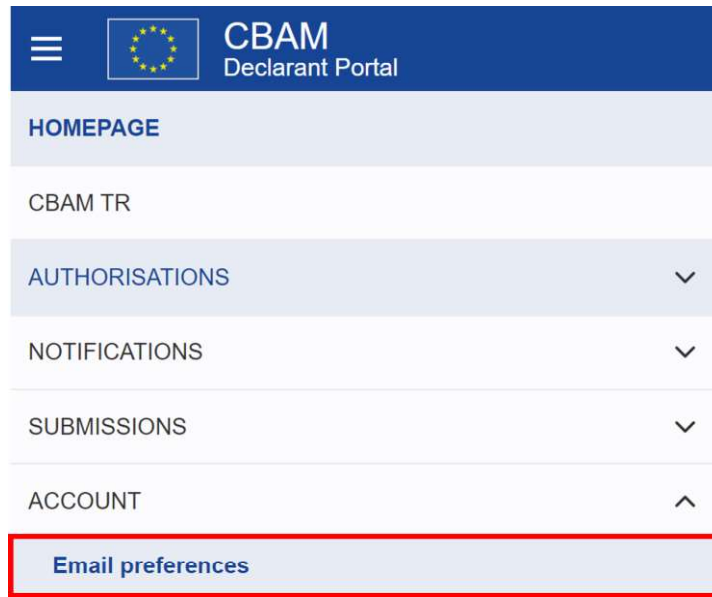 CBAM
Declarant Portal
HOMEPAGE
CBAM TR
AUTHORISATIONS
NOTIFICATIONS
SUBMISSIONS
ACCOUNT
Email preferences